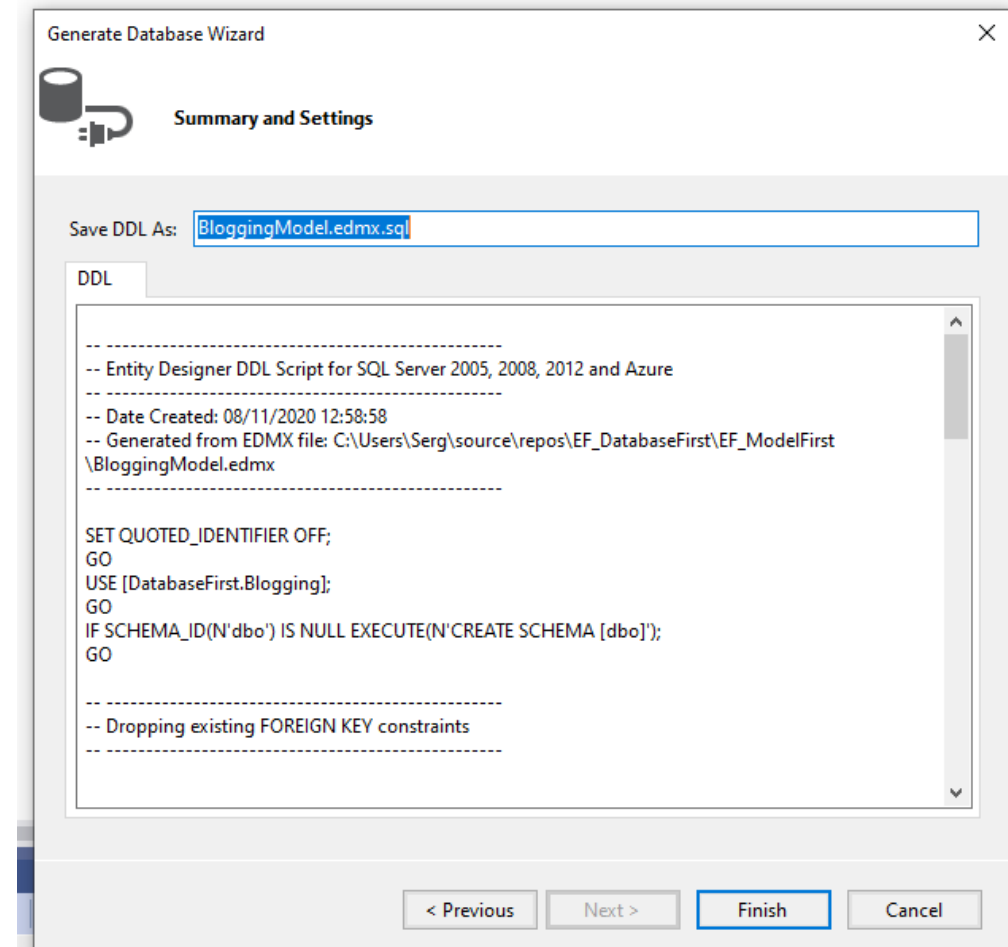 Generate Database Wizard
Summary and Settings
Save DDL As: BloggingModel.edmx.sql
DDL
-- --------------------------------------------------
-- Entity Designer DDL Script for SQL Server 2005, 2008, 2012 and Azure
-- --------------------------------------------------
-- Date Created: 08/11/2020 12:58:58
-- Generated from EDMX file: C:\Users\Serg\source\repos\EF_DatabaseFirst\EF_ModelFirst
\BloggingModel.edmx
-- --------------------------------------------------
SET QUOTED_IDENTIFIER OFF;
GO
USE [DatabaseFirst.Blogging];
GO
IF SCHEMA_ID(N'dbo') IS NULL EXECUTE(N'CREATE SCHEMA [dbo]');
GO
-- --------------------------------------------------
-- Dropping existing FOREIGN KEY constraints
-- --------------------------------------------------
< Previous Next > Finish Cancel